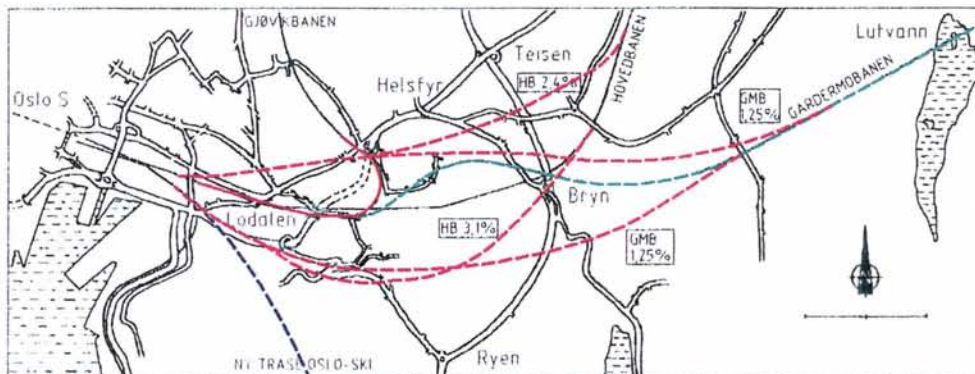 GJØVIKBANEN
Lutvann
Teisen
HOVEDBANEN
Helsfyr
HB 2,4%
GMB
1,25%
GARDERMOBANEN
Oslo S
Bryn
Lodalen
HB 3,1%
GMB
1,25%
Ryen
NY TRASE OSLO-SKI